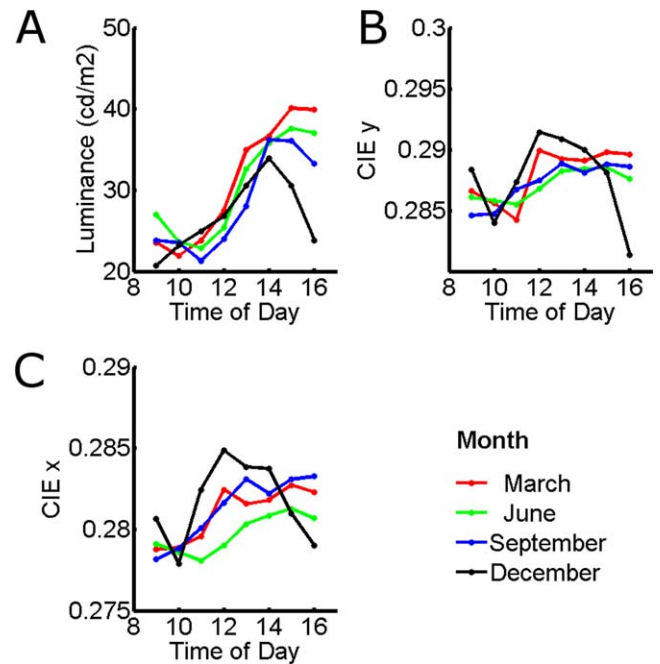 A
50
40
30
20
Luminance (cd/m2)
8 10 12 14 16
Time of Day
B
0.3
0.295
0.29
0.285
CIE y
8 10 12 14 16
Time of Day
C
0.29
0.285
0.28
0.275
CIE x
8 10 12 14 16
Time of Day
Month
March
June
September
December